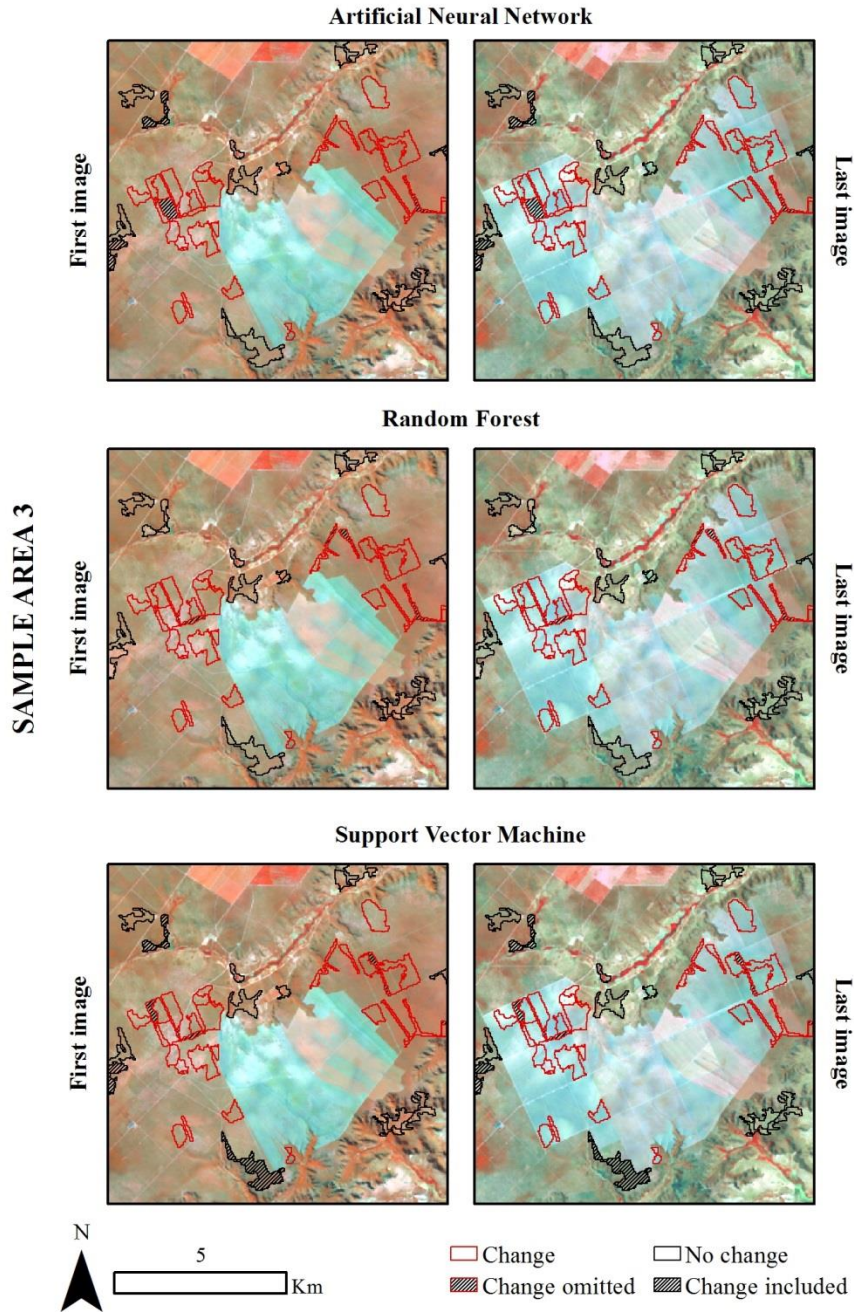 Artificial Neural Network
First image
Last image
Random Forest
SAMPLE AREA 3
First image
Last image
Support Vector Machine
First image
Last image
N
5
Km
Change
No change
Change omitted
Change included